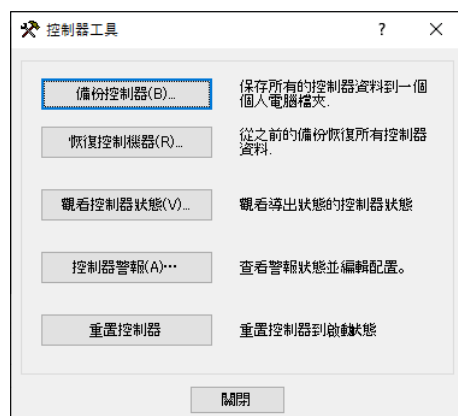 控制器工具
?
備份控制器(B)...
保存所有的控制器資料到一個
個人電腦檔夾.
恢復控制機器(R)...
從之前的備份恢復所有控制器
資料.
觀看控制器狀態(V)...
觀看導出狀態的控制器狀態
控制器警報(A)⋯
查看警報狀態並編輯配置。
重置控制器
重置控制器到啟動狀態
關閉